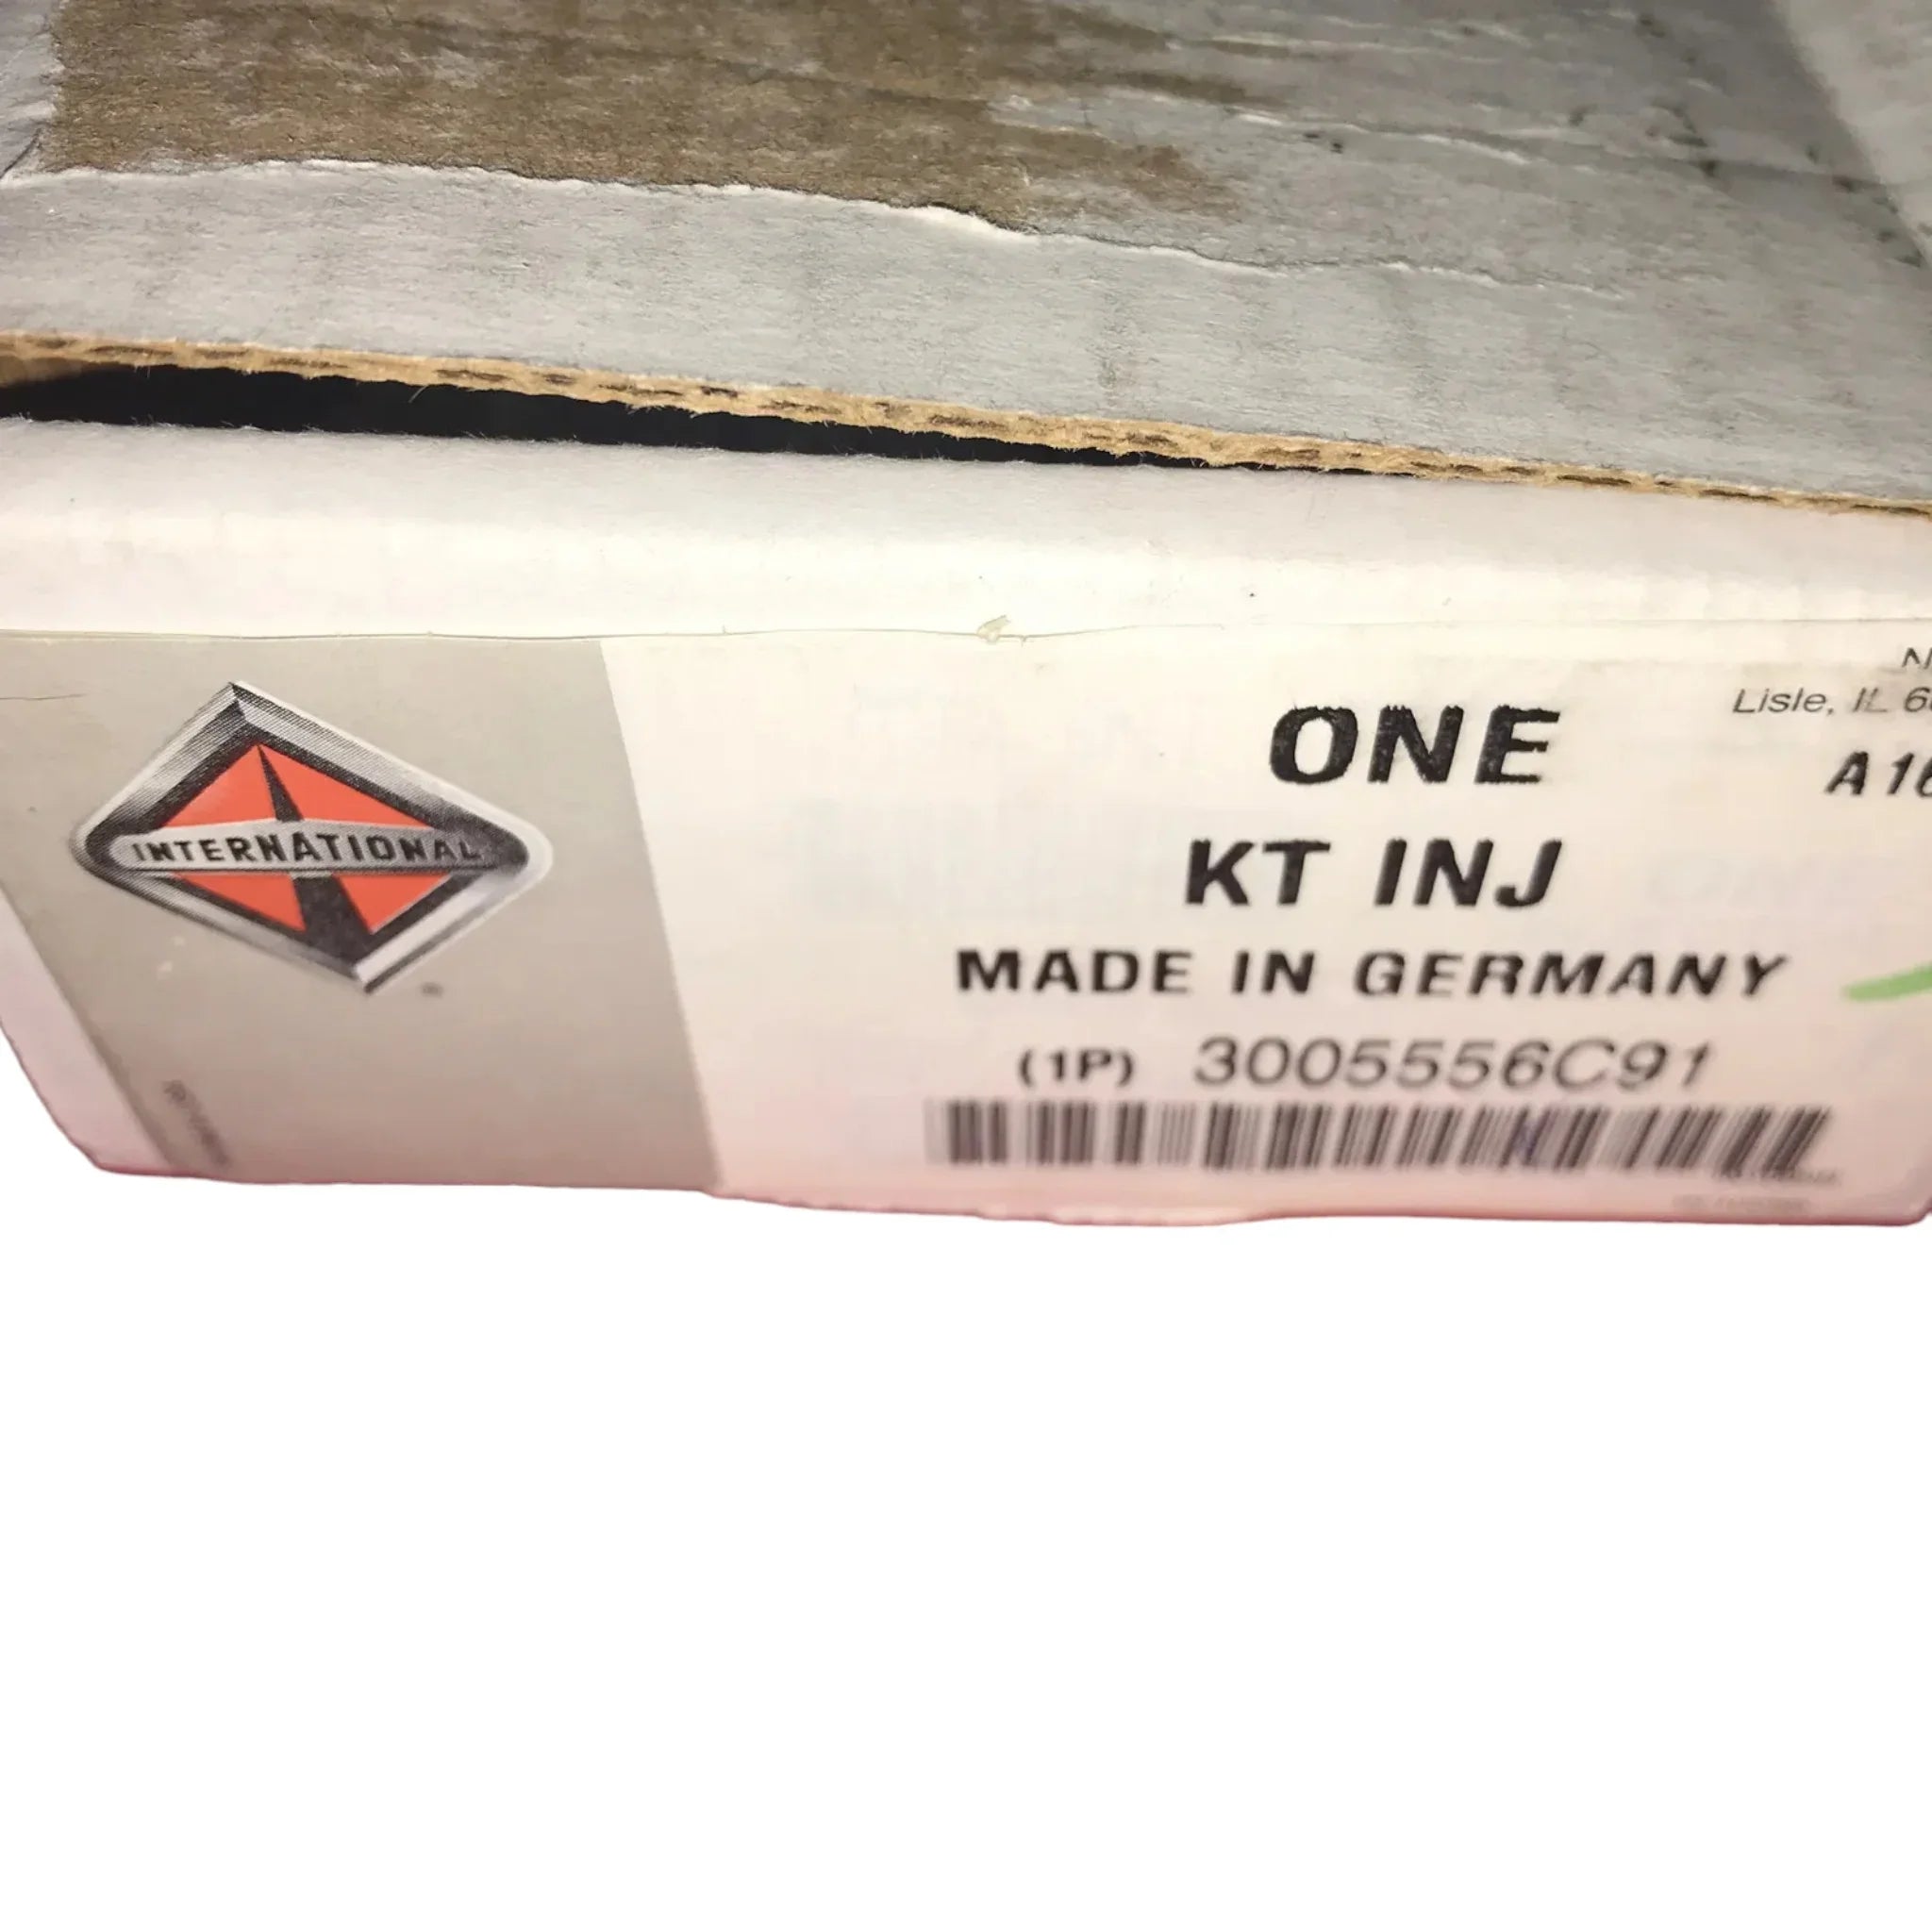 INTERNATIONAL
ONE
Lisle, IL
KT INJ
MADE IN GERMANY
(1P) 3005556C91